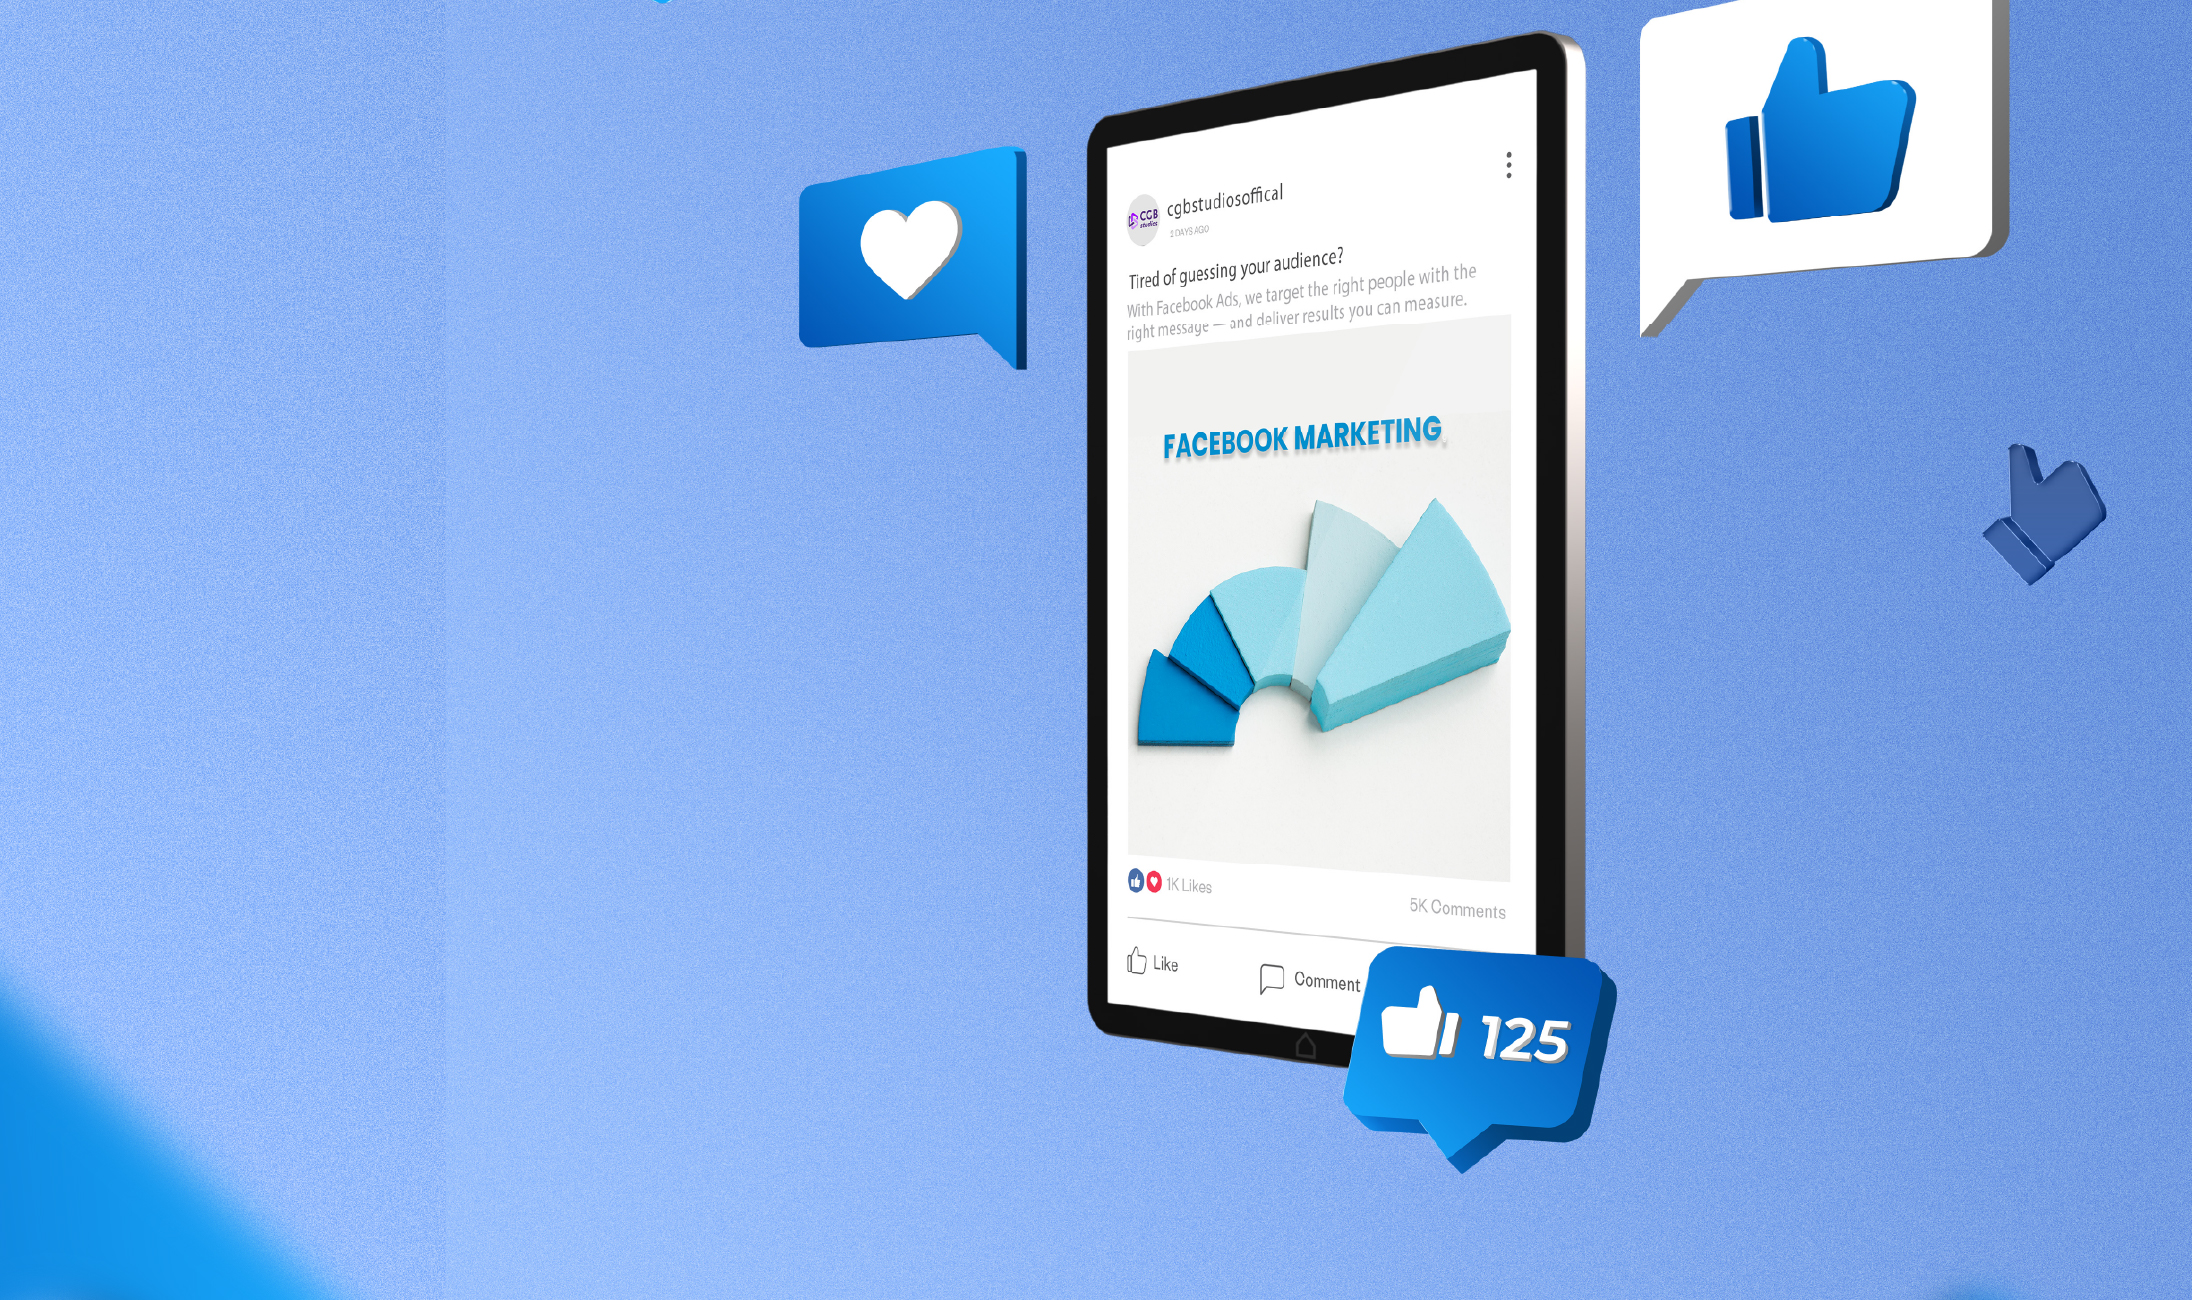 CGB
studios
cgbstudiosoffical
2 DAYS AGO
Tired of guessing your audience?
With Facebook Ads, we target the right people with the
right message — and deliver results you can measure.
FACEBOOK MARKETING
1K Likes
5K Comments
Like
Comment
125